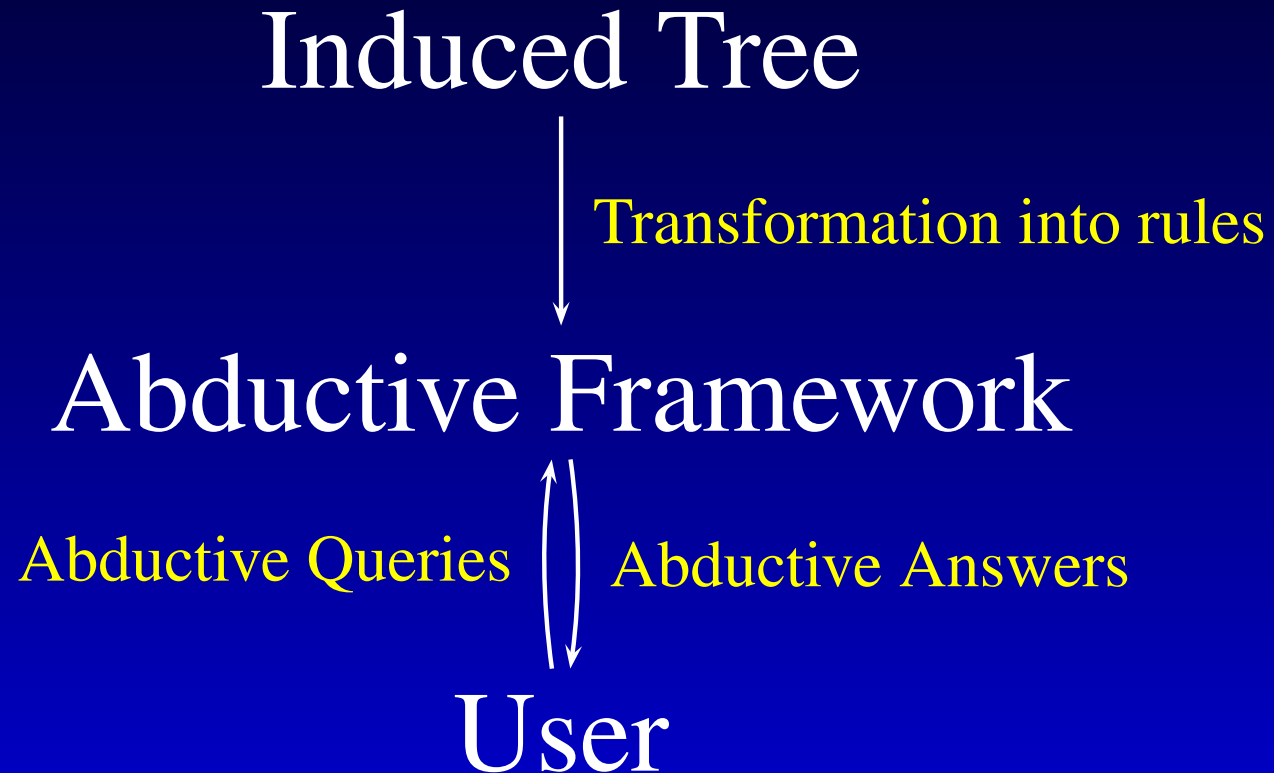 Induced Tree
Transformation into rules
Abductive Framework
Abductive Queries
Abductive Answers
User